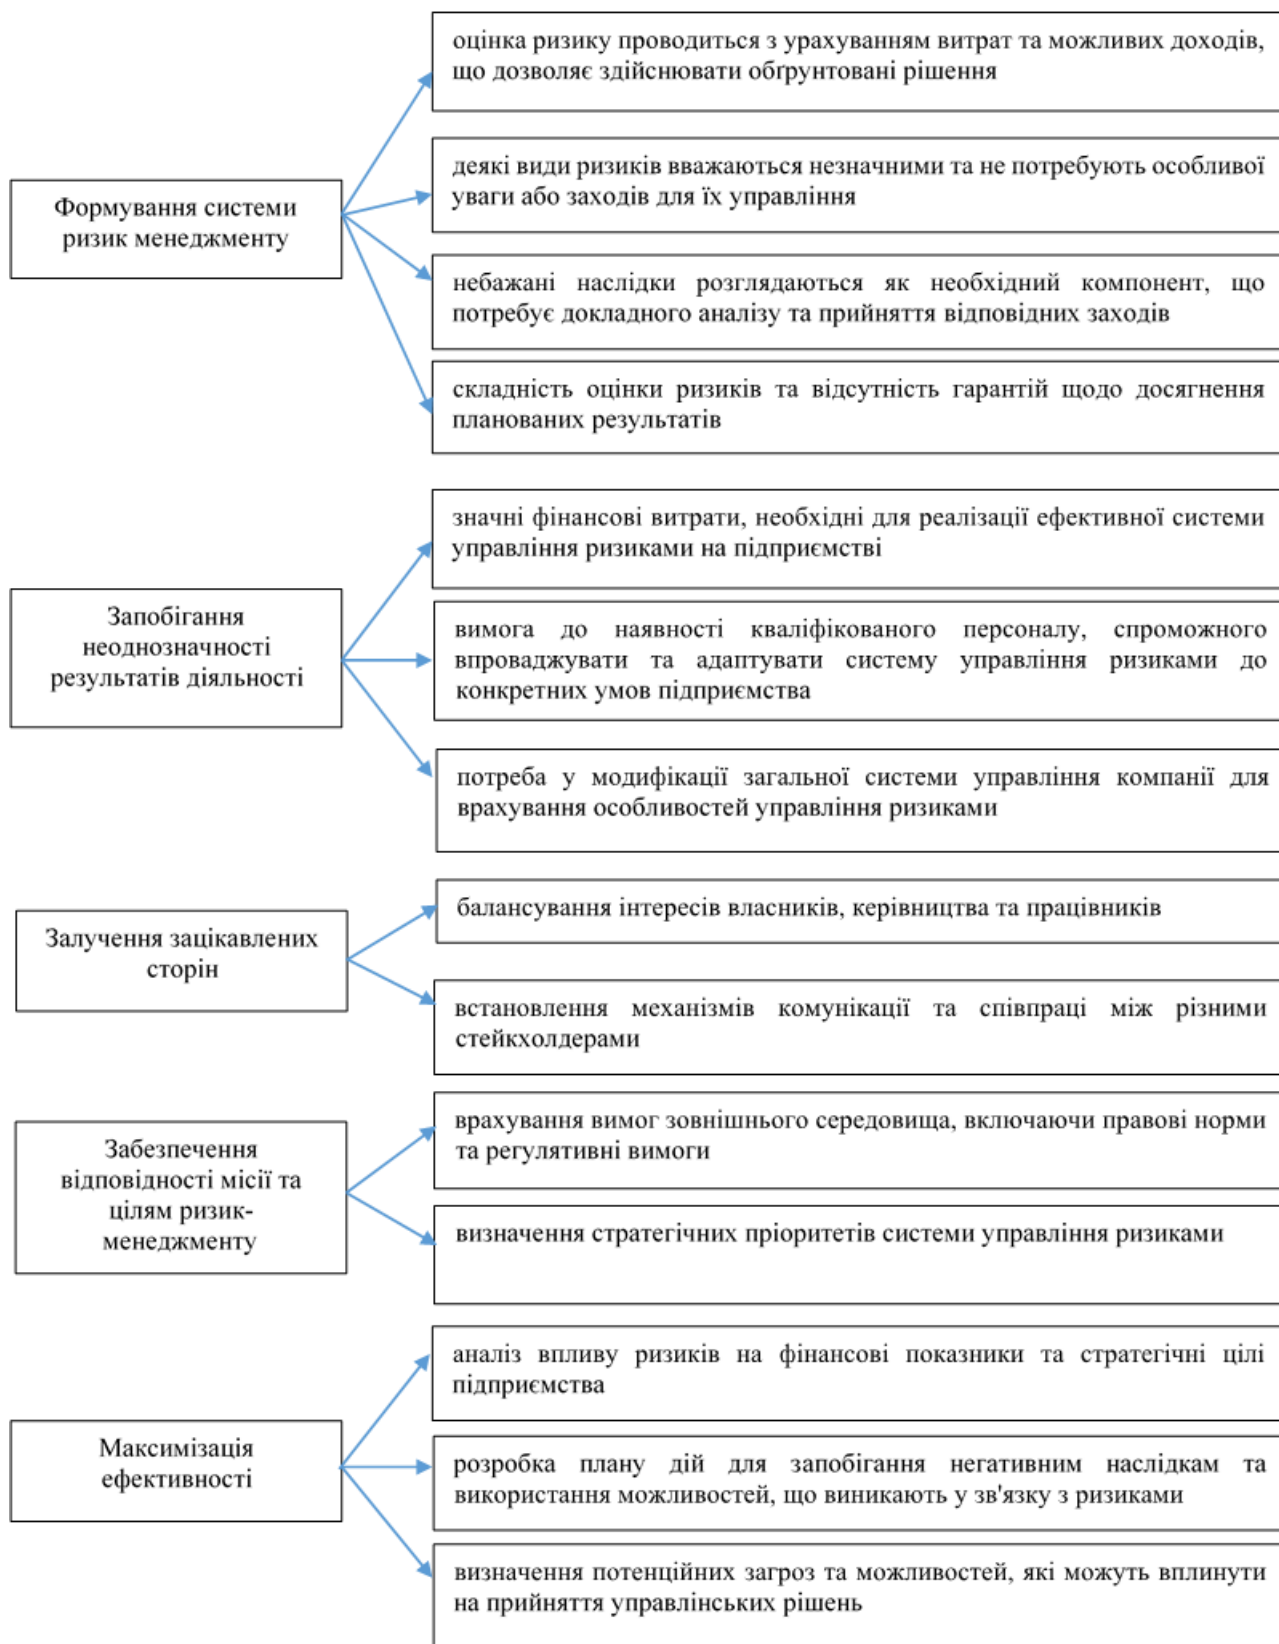 Формування системи
ризик менеджменту
оцінка ризику проводиться з урахуванням витрат та можливих доходів,
що дозволяє здійснювати обґрунтовані рішення
деякі види ризиків вважаються незначними та не потребують особливої
уваги або заходів для їх управління
небажані наслідки розглядаються як необхідний компонент, що
потребує докладного аналізу та прийняття відповідних заходів
складність оцінки ризиків та відсутність гарантій щодо досягнення
планованих результатів
Запобігання
неоднозначності
результатів діяльності
значні фінансові витрати, необхідні для реалізації ефективної системи
управління ризиками на підприємстві
вимога до наявності кваліфікованого персоналу, спроможного
впроваджувати та адаптувати систему управління ризиками до
конкретних умов підприємства
потреба у модифікації загальної системи управління компанії для
врахування особливостей управління ризиками
Залучення зацікавлених
сторін
балансування інтересів власників, керівництва та працівників
встановлення механізмів комунікації та співпраці між різними
стейкхолдерами
Забезпечення
відповідності місії та
цілям ризик-
менеджменту
врахування вимог зовнішнього середовища, включаючи правові норми
та регулятивні вимоги
визначення стратегічних пріоритетів системи управління ризиками
Максимізація
ефективності
аналіз впливу ризиків на фінансові показники та стратегічні цілі
підприємства
розробка плану дій для запобігання негативним наслідкам та
використання можливостей, що виникають у зв'язку з ризиками
визначення потенційних загроз та можливостей, які можуть вплинути
на прийняття управлінських рішень